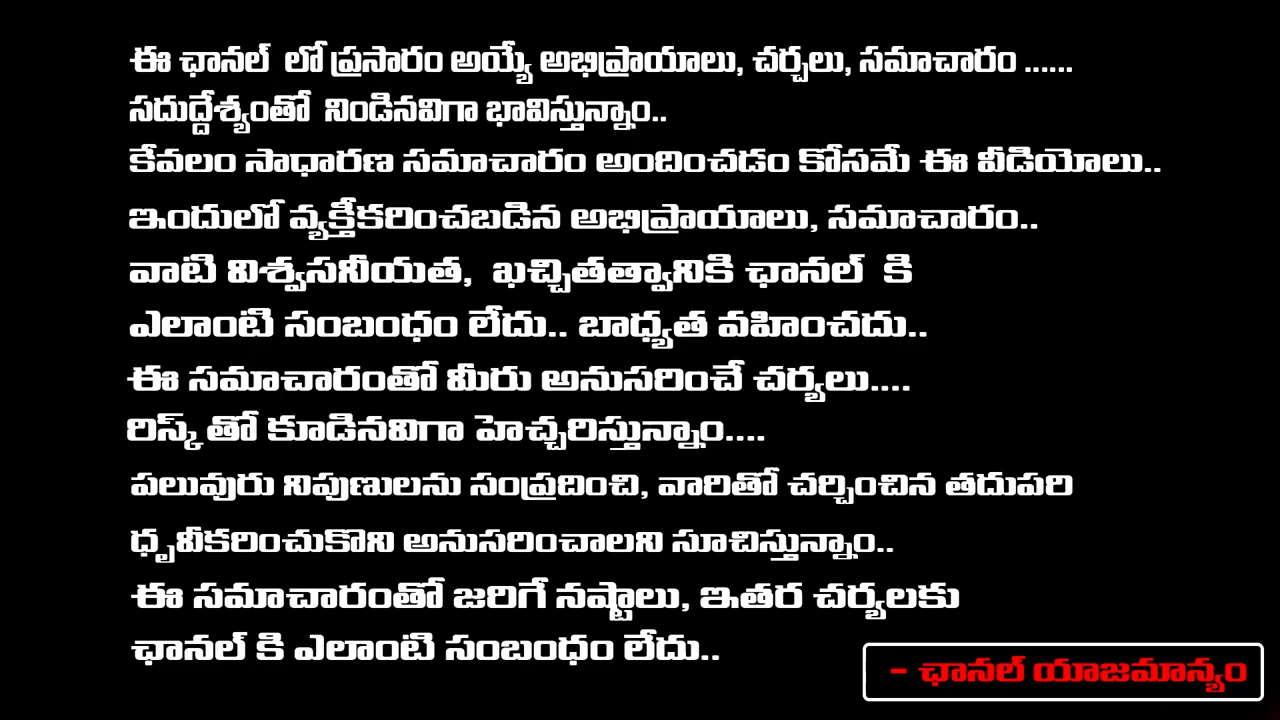 ఈ ఛానల్ లో ప్రసారం అయ్యే అభిప్రాయాలు, చర్చలు, సమాచారం ......
సదుద్దేశ్యంతో నిండినవిగా భావిస్తున్నాం..
కేవలం సాధారణ సమాచారం అందించడం కోసమే ఈ వీడియోలు..
ఇందులో వ్యక్తీకరించబడిన అభిప్రాయాలు, సమాచారం..
వాటి విశ్వసనీయత, ఖచ్చితత్వానికి ఛానల్ కి
ఎలాంటి సంబంధం లేదు.. బాధ్యత వహించదు..
ఈ సమాచారంతో మీరు అనుసరించే చర్యలు....
రిస్క్ తో కూడినవిగా హెచ్చరిస్తున్నాం....
పలువురు నిపుణులను సంప్రదించి, వారితో చర్చించిన తదుపరి
ధృవీకరించుకొని అనుసరించాలని సూచిస్తున్నాం..
ఈ సమాచారంతో జరిగే నష్టాలు, ఇతర చర్యలకు
ఛానల్ కి ఎలాంటి సంబంధం లేదు..
- ఛానల్ యాజమాన్యం